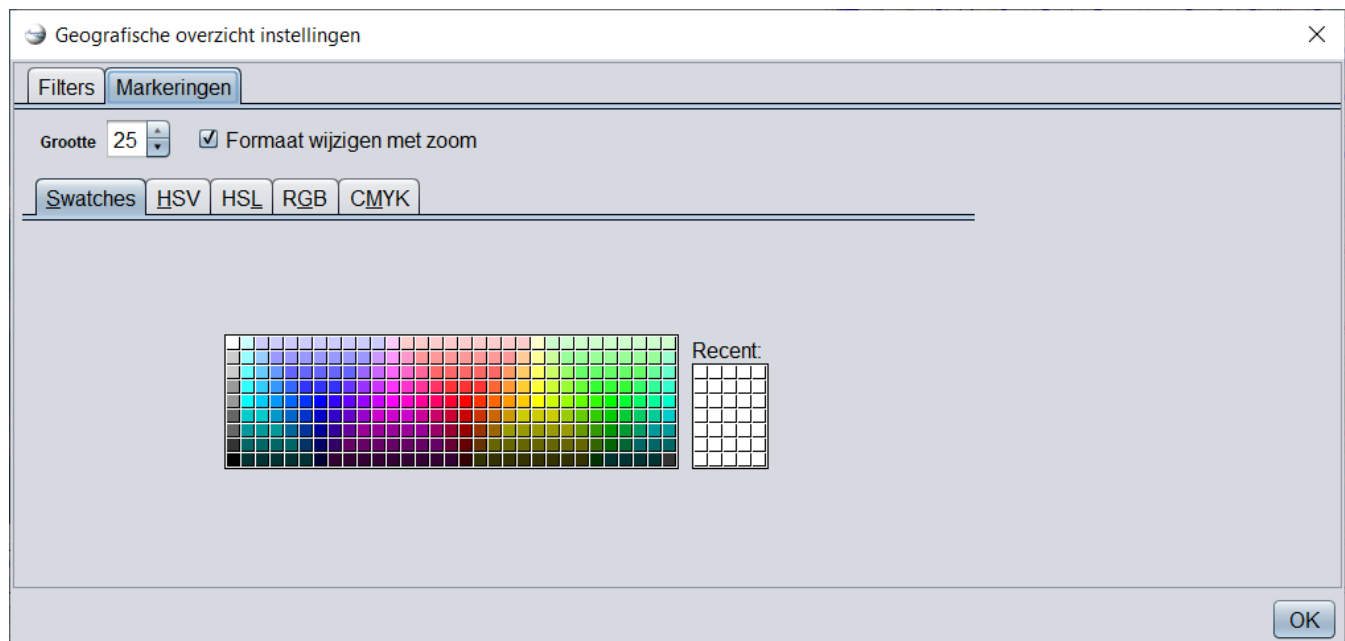 Geografische overzicht instellingen
Filters Markeringen
Grootte 25 Formaat wijzigen met zoom
Swatches HSV HSL RGB CMYK
Recent:
OK